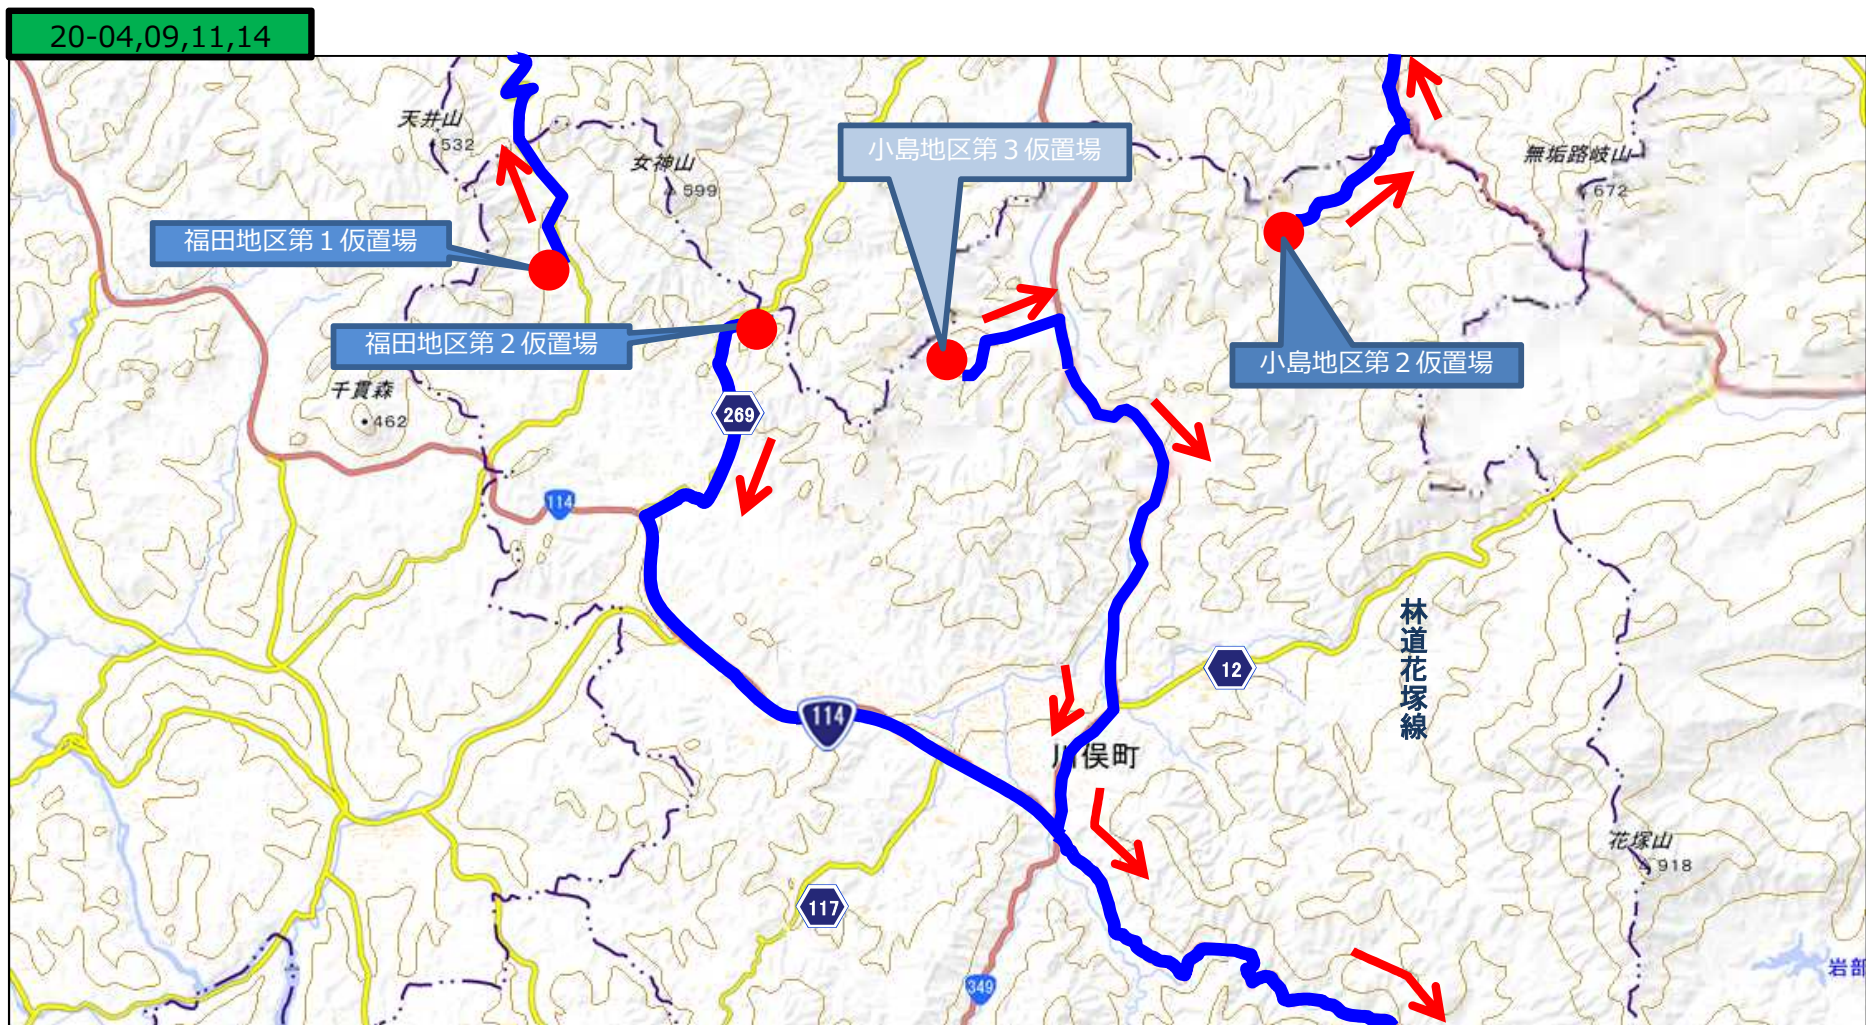 20-04,09,11,14
天井山
532
女神山
599
小島地区第３仮置場
無垢路岐山
672
福田地区第１仮置場
福田地区第２仮置場
小島地区第２仮置場
千貫森
462
269
114
林道花塚線
12
114
川俣町
花塚山
918
117
岩部
349